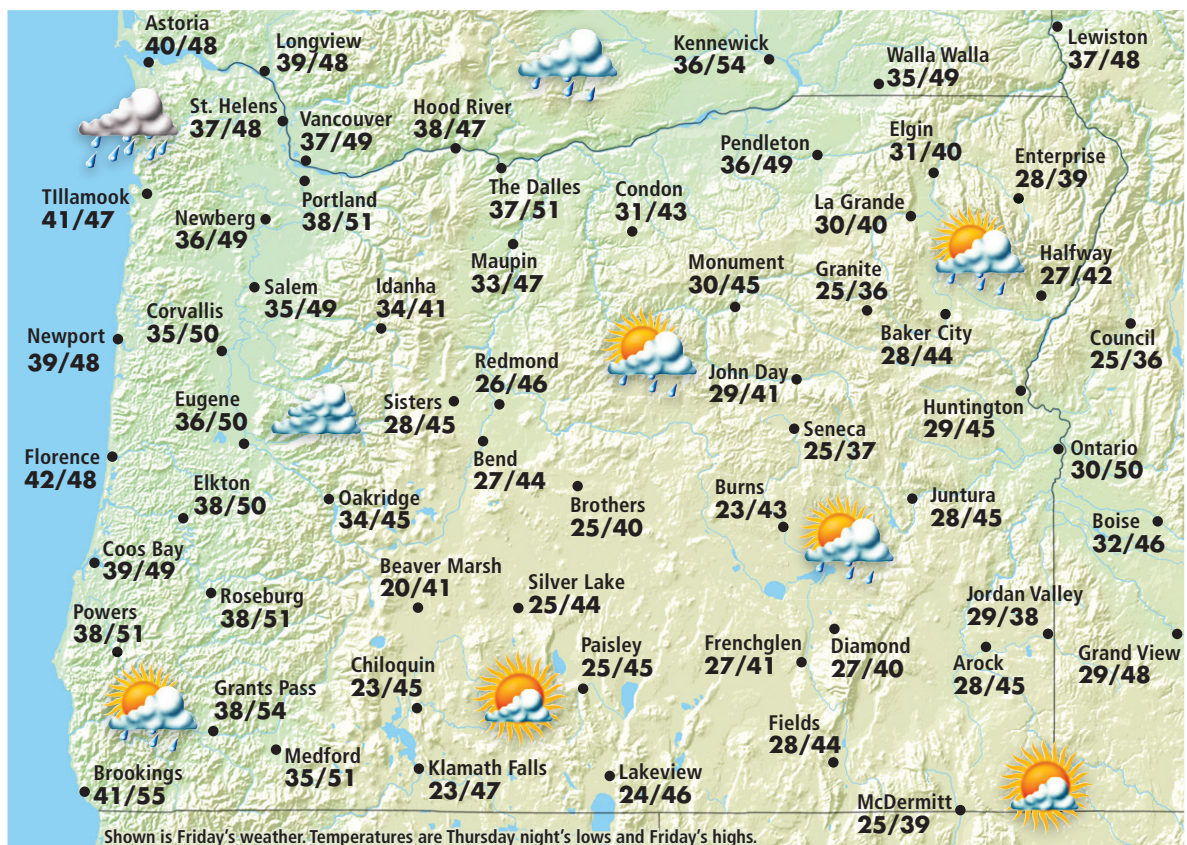 Astoria
40/48
Longview
39/48
Kennewick
36/54
Walla Walla
35/49
Lewiston
37/48
St. Helens
37/48
Vancouver
37/49
Hood River
38/47
Pendleton
36/49
Elgin
31/40
Enterprise
28/39
TIllamook
41/47
Newberg
36/49
Portland
38/51
The Dalles
37/51
Condon
31/43
La Grande
30/40
Maupin
33/47
Monument
30/45
Granite
25/36
Halfway
27/42
Salem
35/49
Idanha
34/41
Corvallis
35/50
Newport
39/48
Baker City
28/44
Council
25/36
Redmond
26/46
John Day
29/41
Eugene
36/50
Sisters
28/45
Huntington
29/45
Seneca
25/37
Florence
42/48
Bend
27/44
Ontario
30/50
Elkton
38/50
Oakridge
34/45
Brothers
25/40
Burns
23/43
Juntura
28/45
Boise
32/46
Coos Bay
39/49
Beaver Marsh
20/41
Silver Lake
25/44
Roseburg
38/51
Jordan Valley
29/38
Powers
38/51
Chiloquin
23/45
Paisley
25/45
Frenchglen
27/41
Diamond
27/40
Arock
28/45
Grand View
29/48
Grants Pass
38/54
Medford
35/51
Fields
28/44
Brookings
41/55
Klamath Falls
23/47
Lakeview
24/46
McDermitt
25/39
Shown is Friday's weather. Temperatures are Thursday night's lows and Friday's highs.